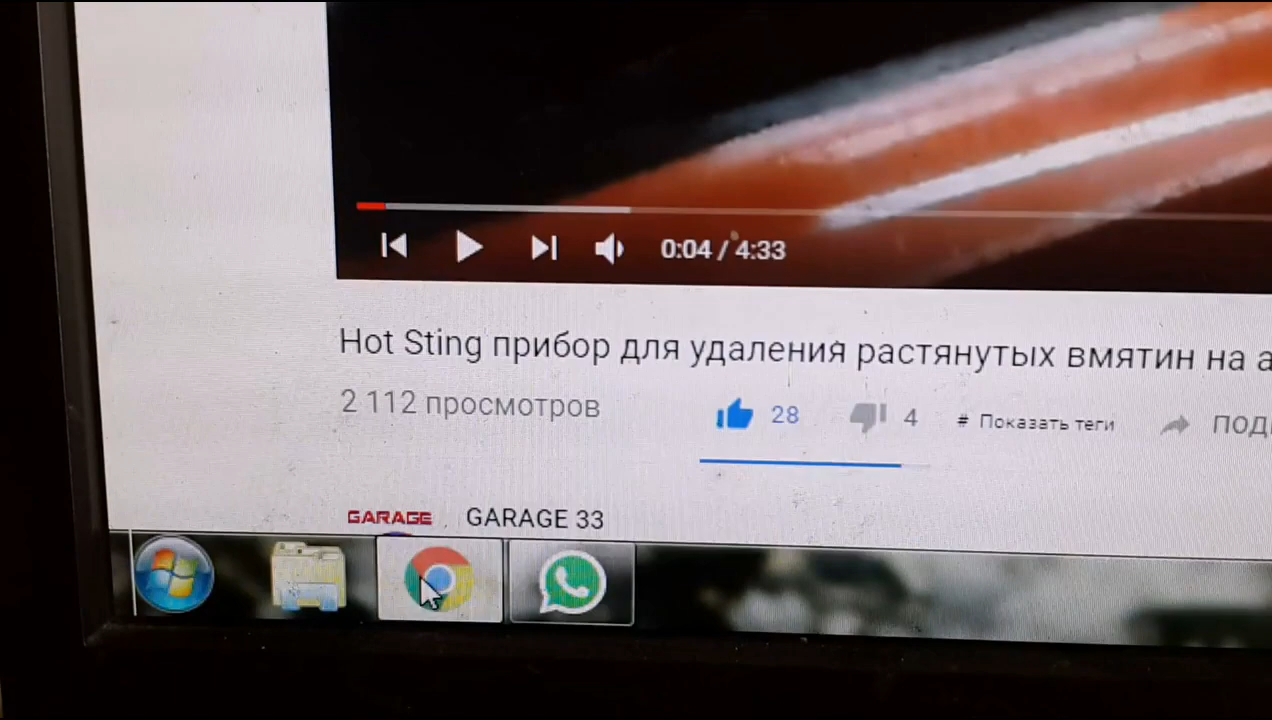 0:04 / 4:33
Hot Sting прибор для удаления растянутых вмятин на
2 112 просмотров 28 4 # Показать теги
GARAGE GARAGE 33